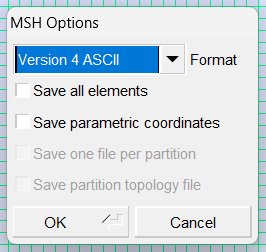 MSH Options
Version 4 ASCII Format
Save all elements
Save parametric coordinates
Save one file per partition
Save partition topology file
OK Cancel